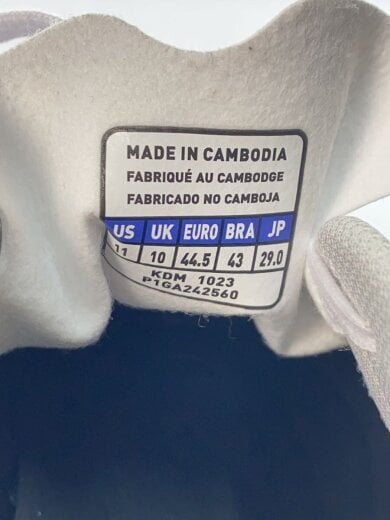 MADE IN CAMBODIA
FABRIQUÉ AU CAMBODGE
FABRICADO NO CAMBOJA
US UK EURO BRA JP
11 10 44.5 43 29.0
KDM 1023
P1GA242560